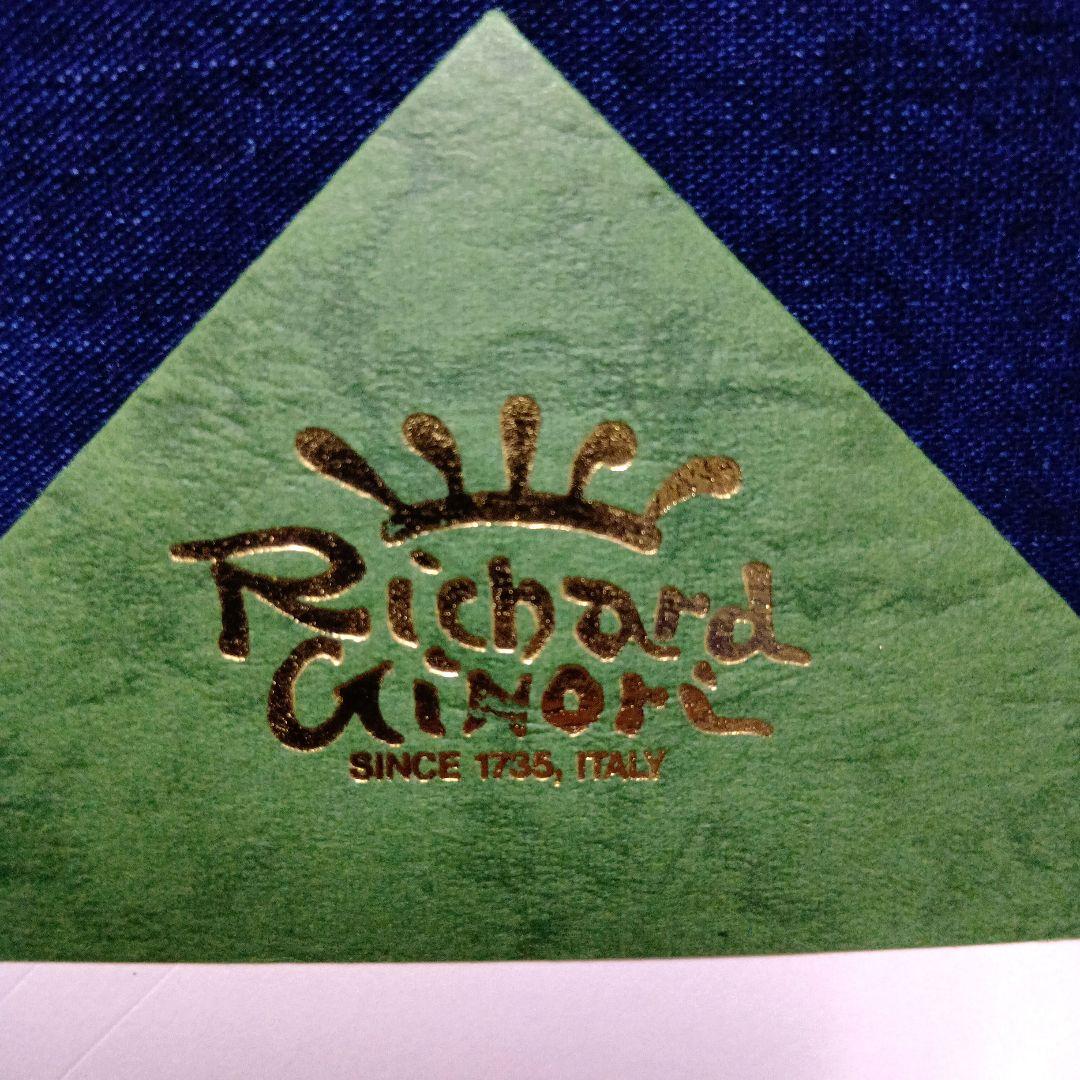 Richard
Ginori
SINCE 1735, ITALY